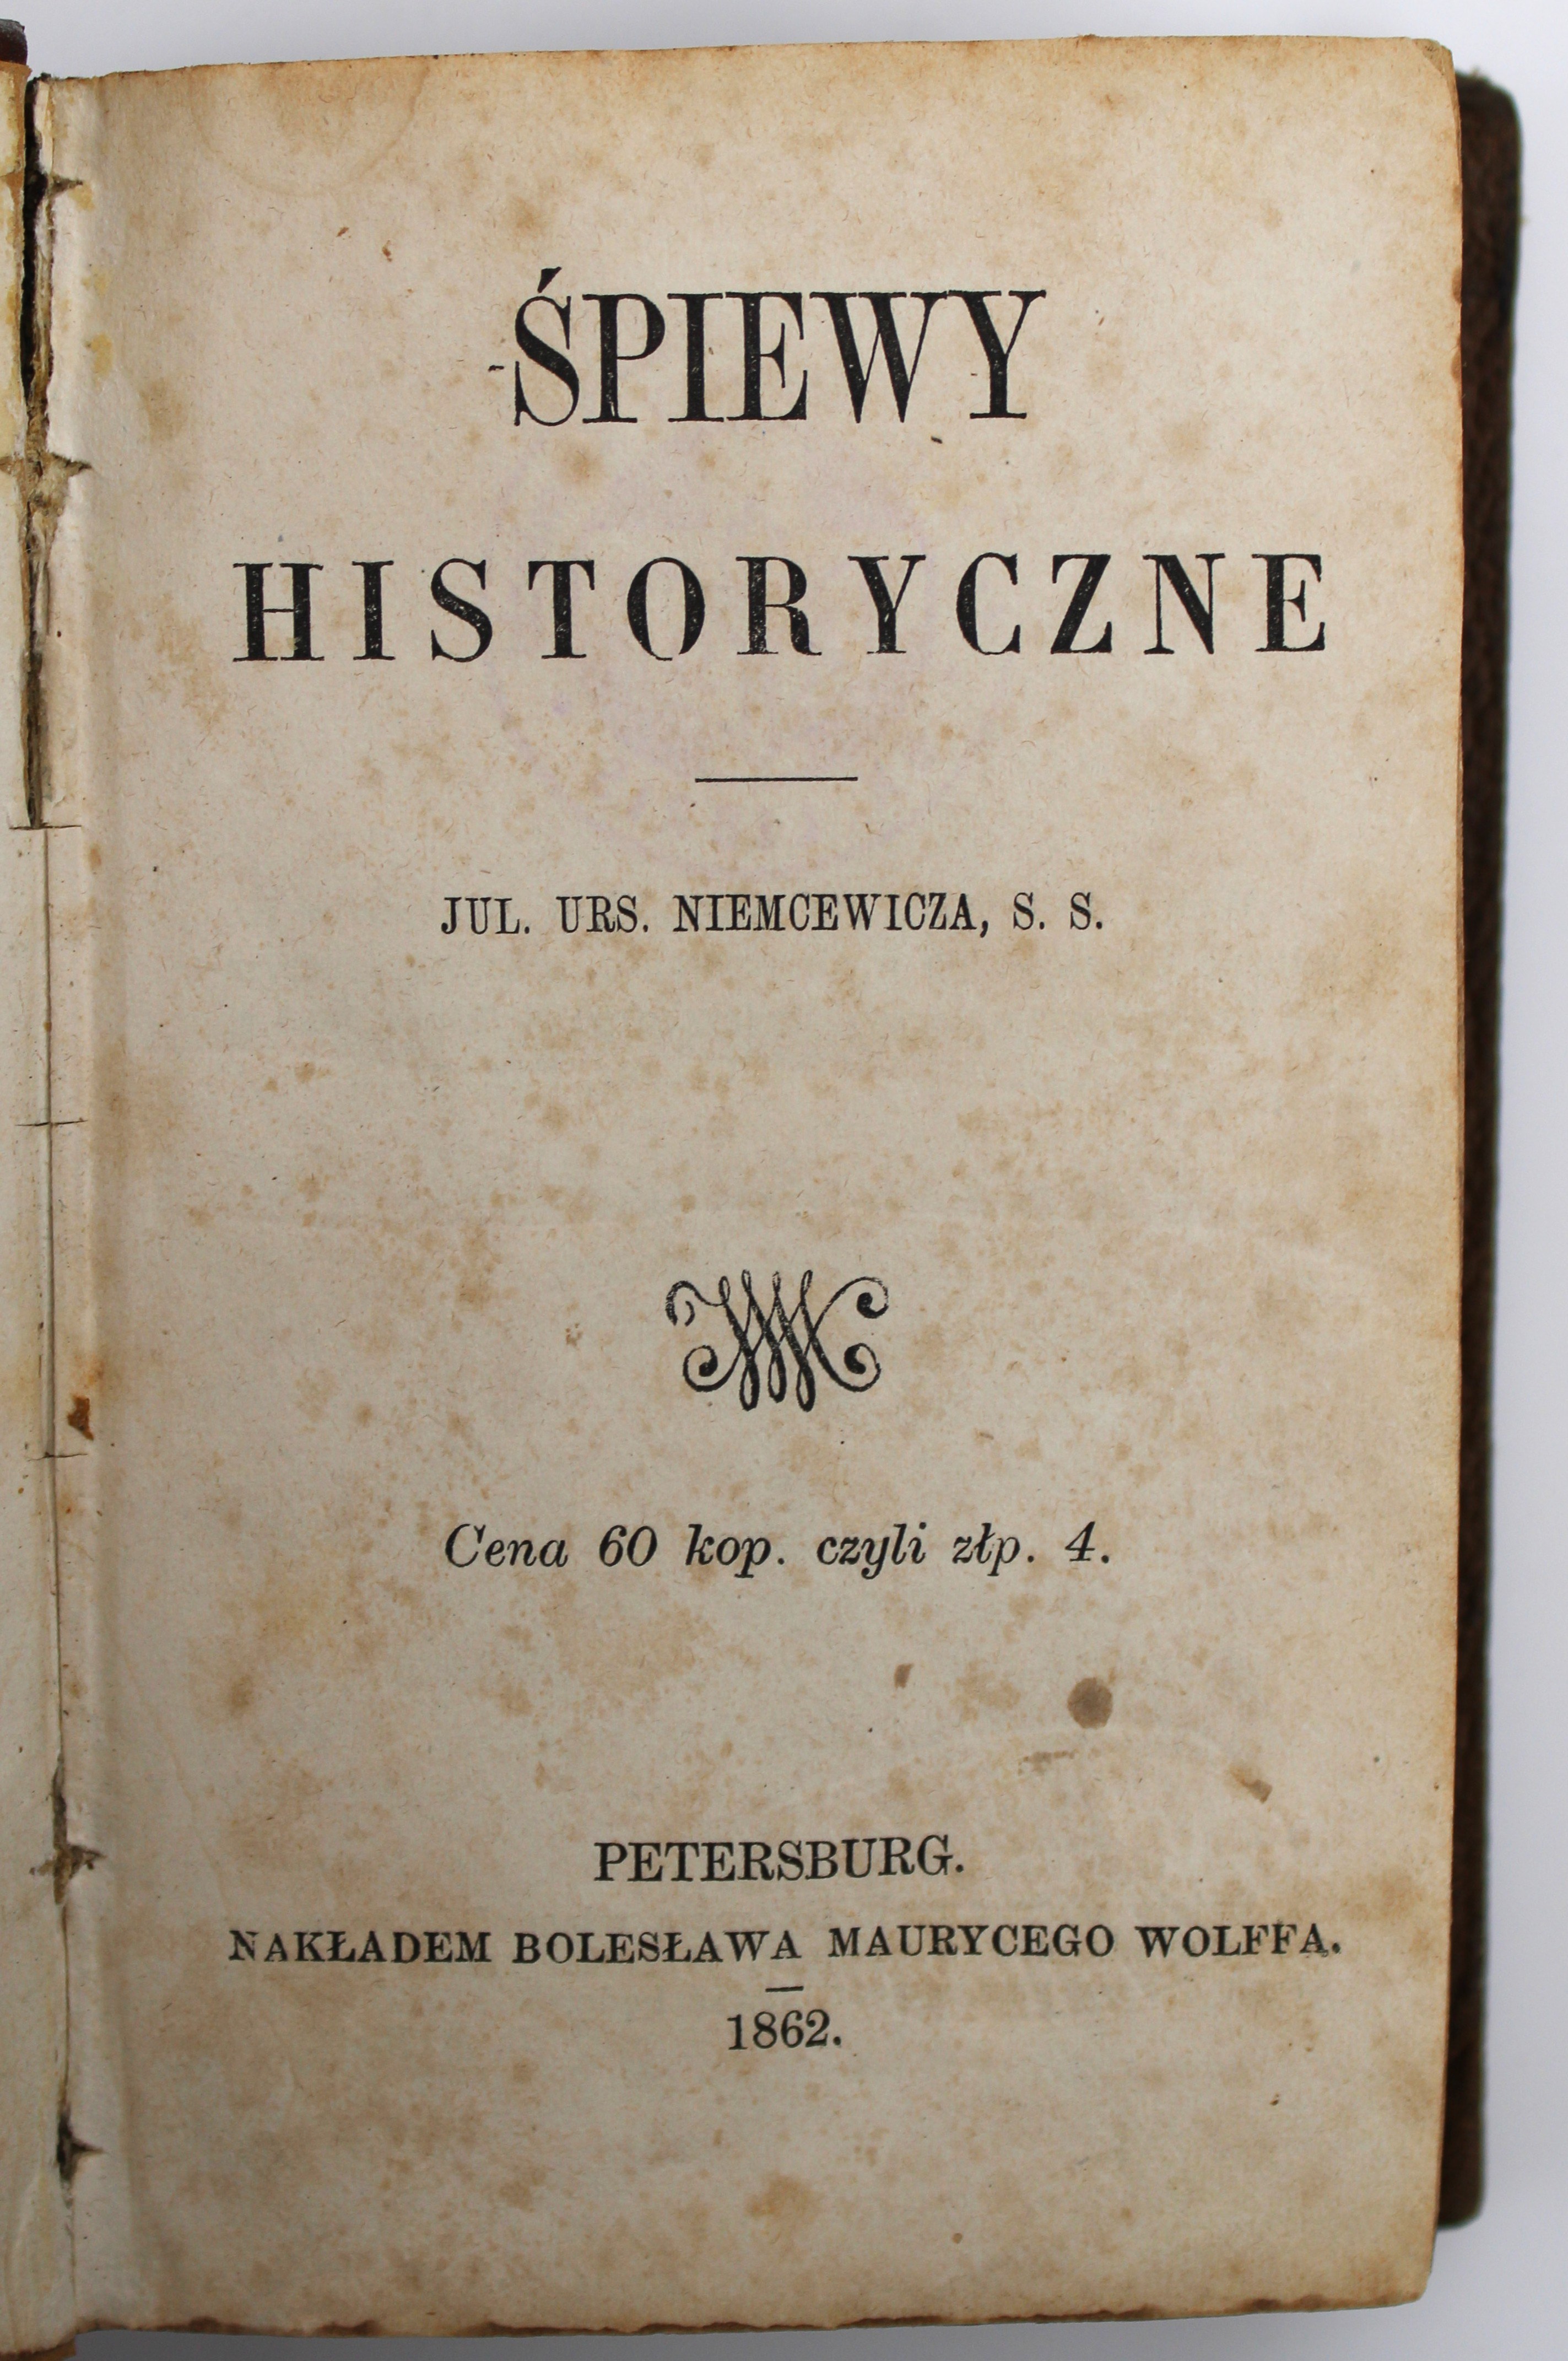 ŚPIEWY
HISTORYCZNE
JUL. URS. NIEMCEWICZA, S. S.
Cena 60 kop. czyli złp. 4.
PETERSBURG.
NAKŁADEM BOLESŁAWA MAURYCEGO WOLFFA.
1862.